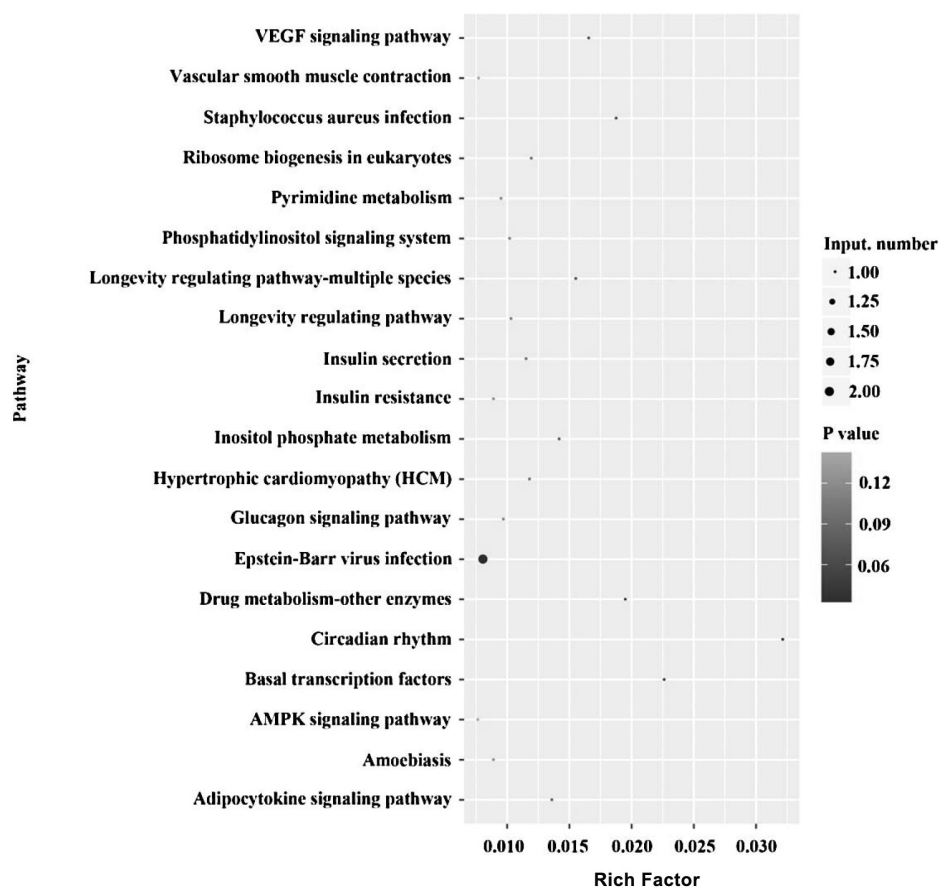 VEGF signaling pathway
Vascular smooth muscle contraction
Staphylococcus aureus infection
Ribosome biogenesis in eukaryotes
Pyrimidine metabolism
Phosphatidylinositol signaling system
Longevity regulating pathway-multiple species
Longevity regulating pathway
Insulin secretion
Insulin resistance
Inositol phosphate metabolism
Hypertrophic cardiomyopathy (HCM)
Glucagon signaling pathway
Epstein-Barr virus infection
Drug metabolism-other enzymes
Circadian rhythm
Basal transcription factors
AMPK signaling pathway
Amoebiasis
Adipocytokine signaling pathway
Pathway
0.010 0.015 0.020 0.025 0.030
Rich Factor
Input. number
1.00
1.25
1.50
1.75
2.00
P value
0.12
0.09
0.06